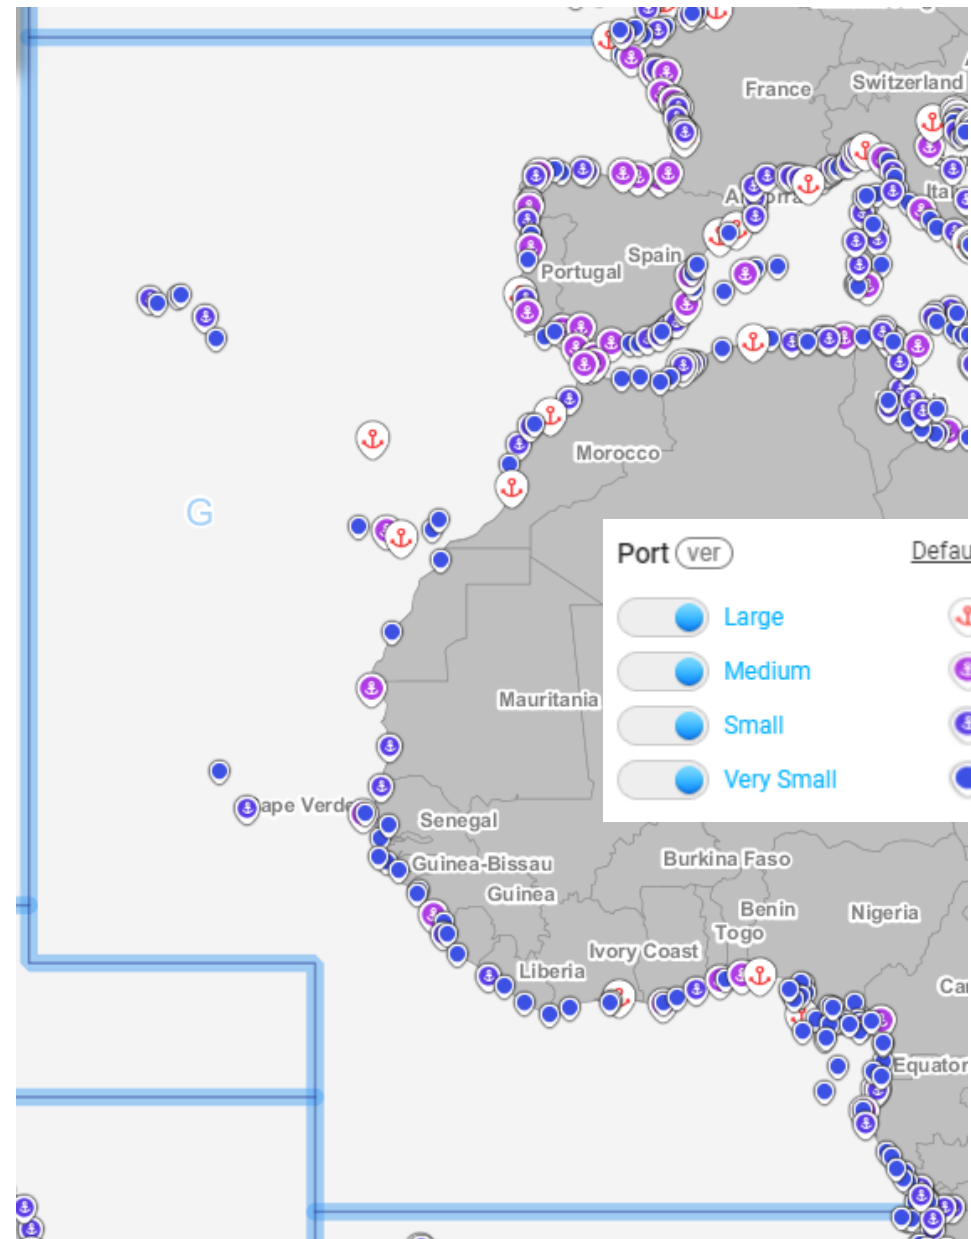 France
Switzerland
Ital
Spain
Portugal
Morocco
G
Port ver
Defau
Large
Medium
Small
Very Small
Mauritania
ape Verde
Senegal
Guinea-Bissau
Burkina Faso
Guinea
Benin
Nigeria
Togo
Ivory Coast
Liberia
Ca
Equator